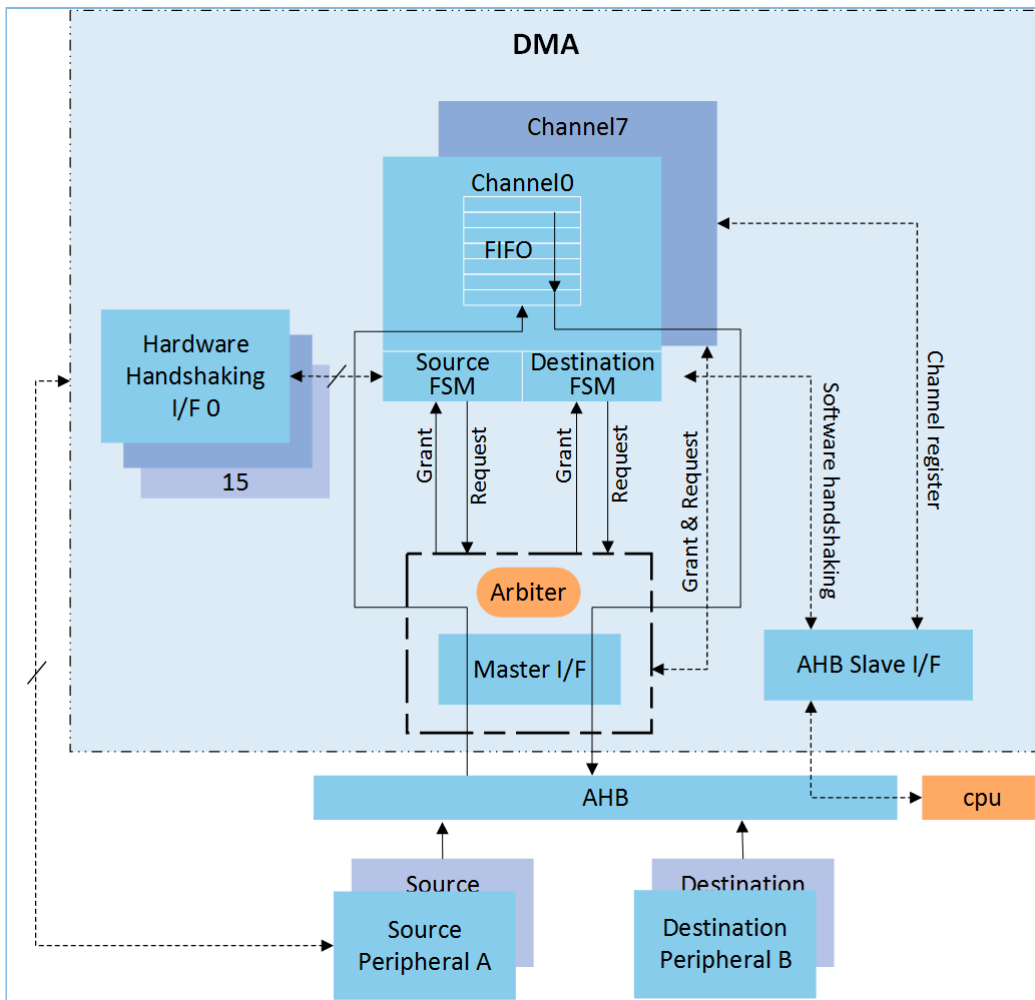 DMA
Channel7
Channel0
FIFO
Hardware
Handshaking
I/F 0
15
Source
FSM
Destination
FSM
Grant
Request
Grant
Request
Grant & Request
Software handshaking
Channel register
Arbiter
Master I/F
AHB Slave I/F
AHB
cpu
Source
Source
Peripheral A
Destination
Destination
Peripheral B